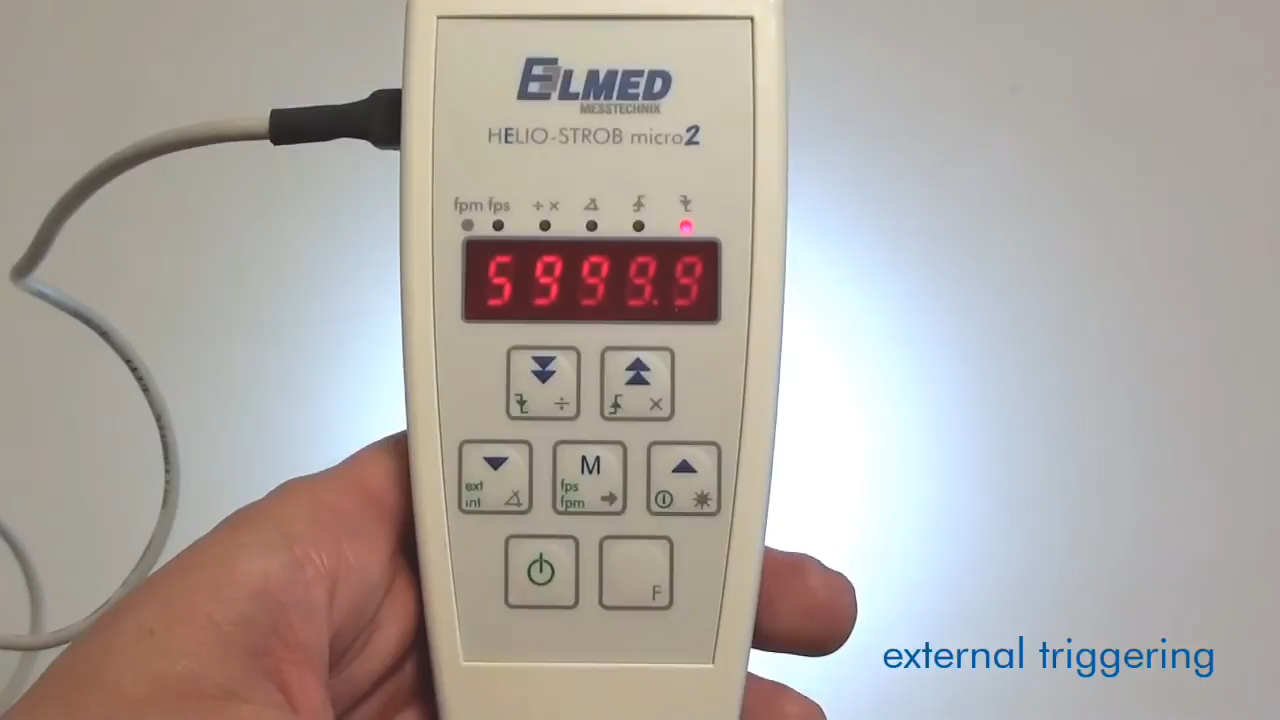 ELMED
MESSTECHNIK
HELIO-STROB micro2
fpm fps ÷ ×
5999.9
÷
×
M
ext
int
fps
fpm
F
external triggering